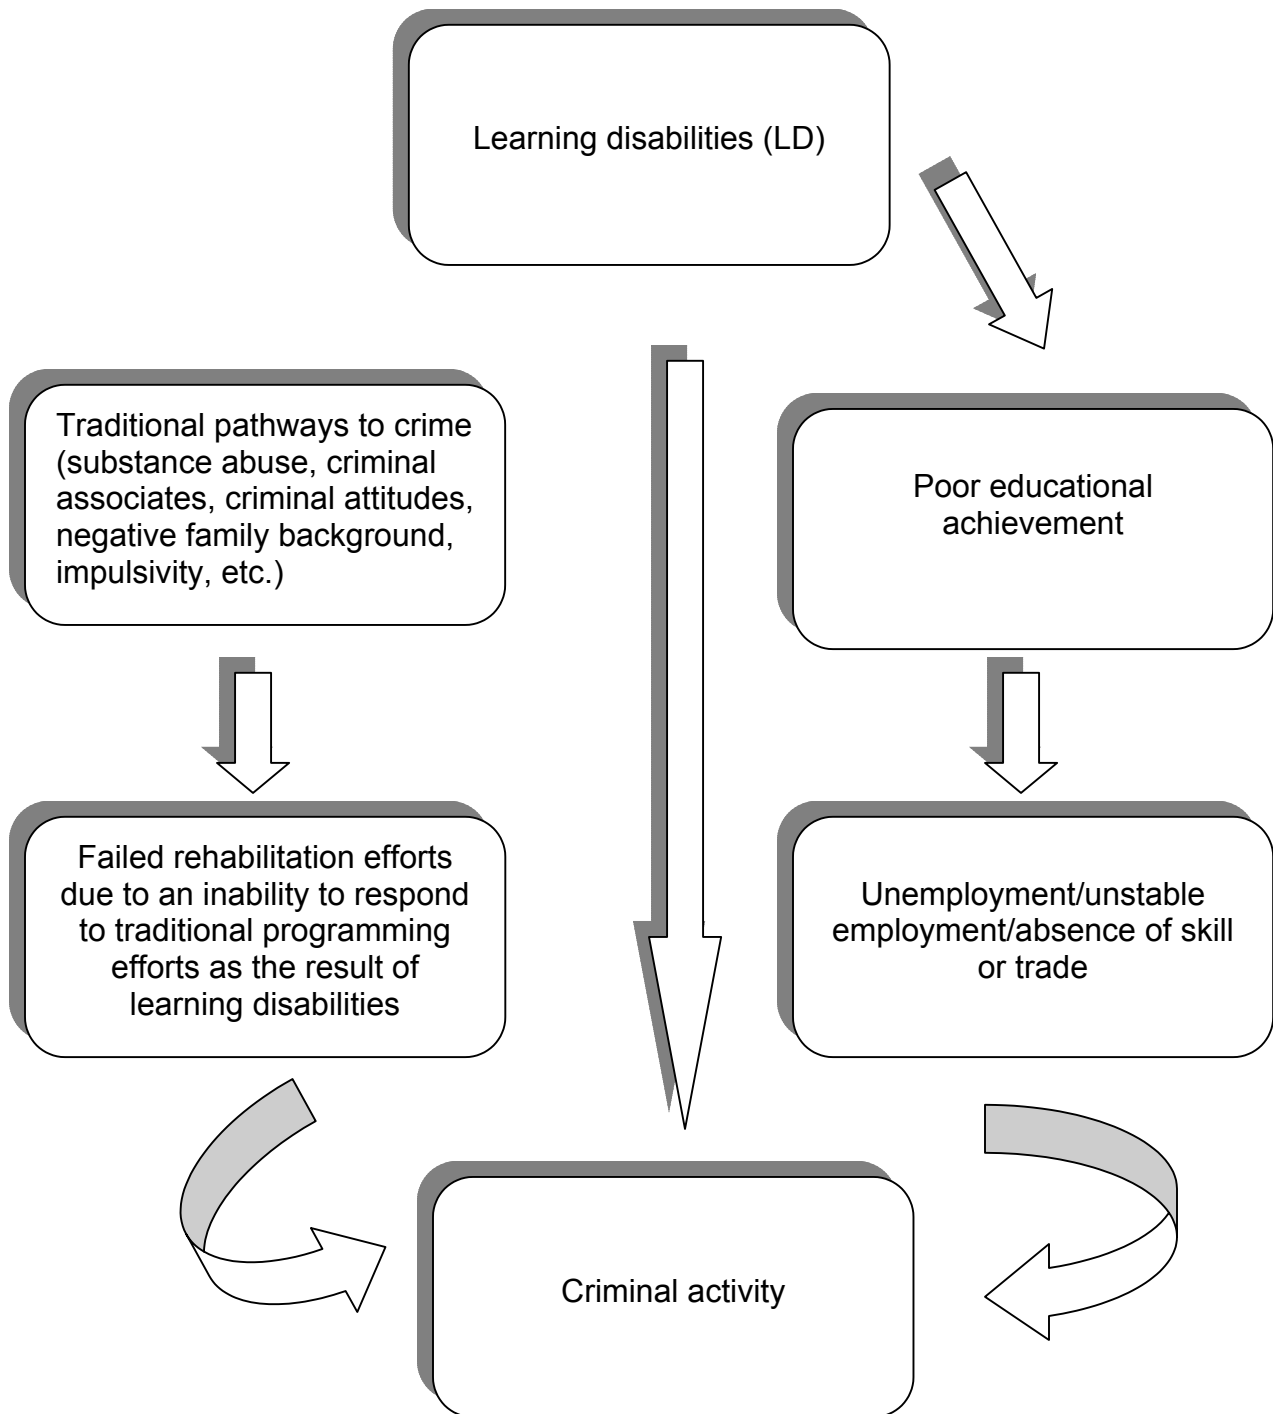 Learning disabilities (LD)
Traditional pathways to crime
(substance abuse, criminal
associates, criminal attitudes,
negative family background,
impulsivity, etc.)
Poor educational
achievement
Failed rehabilitation efforts
due to an inability to respond
to traditional programming
efforts as the result of
learning disabilities
Unemployment/unstable
employment/absence of skill
or trade
Criminal activity